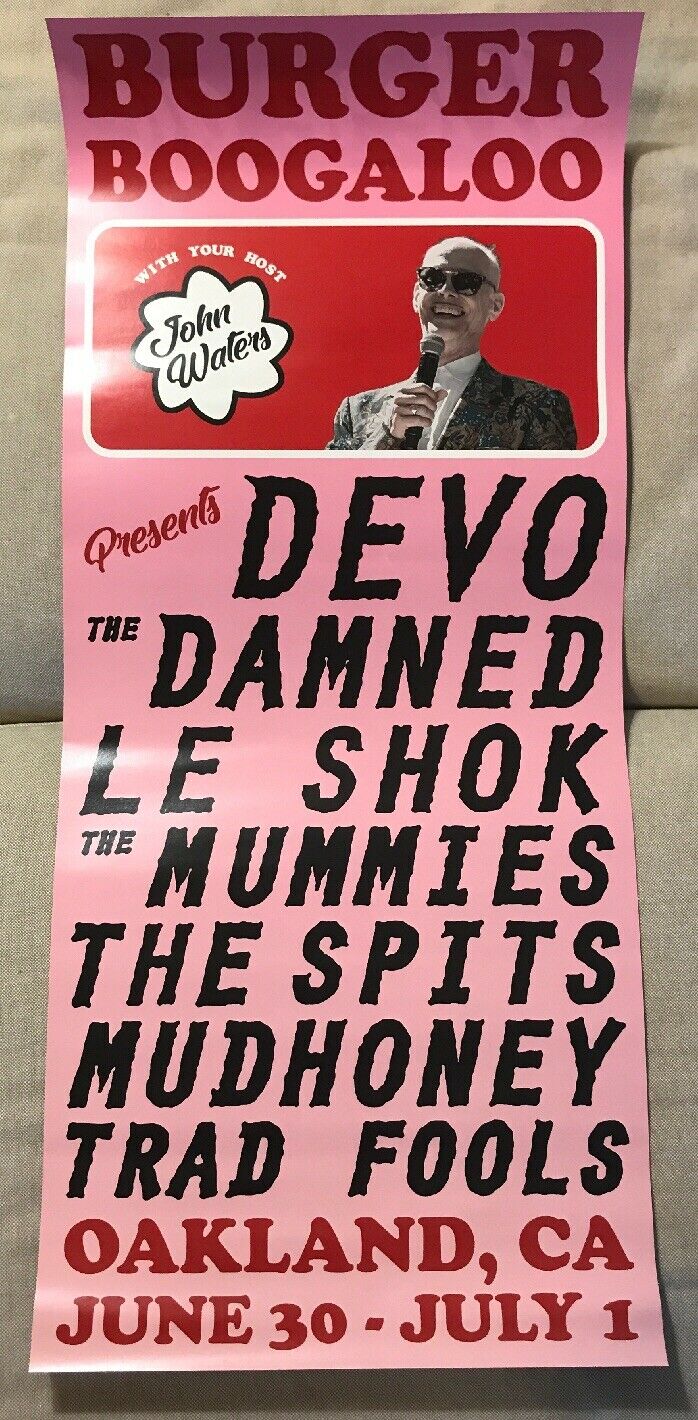 BURGER
BOOGALOO
WITH YOUR HOST
John
Waters
Presents
DEVO
THE DAMNED
LE SHOK
THE MUMMIES
THE SPITS
MUDHONEY
TRAD FOOLS
OAKLAND, CA
JUNE 30 - JULY 1